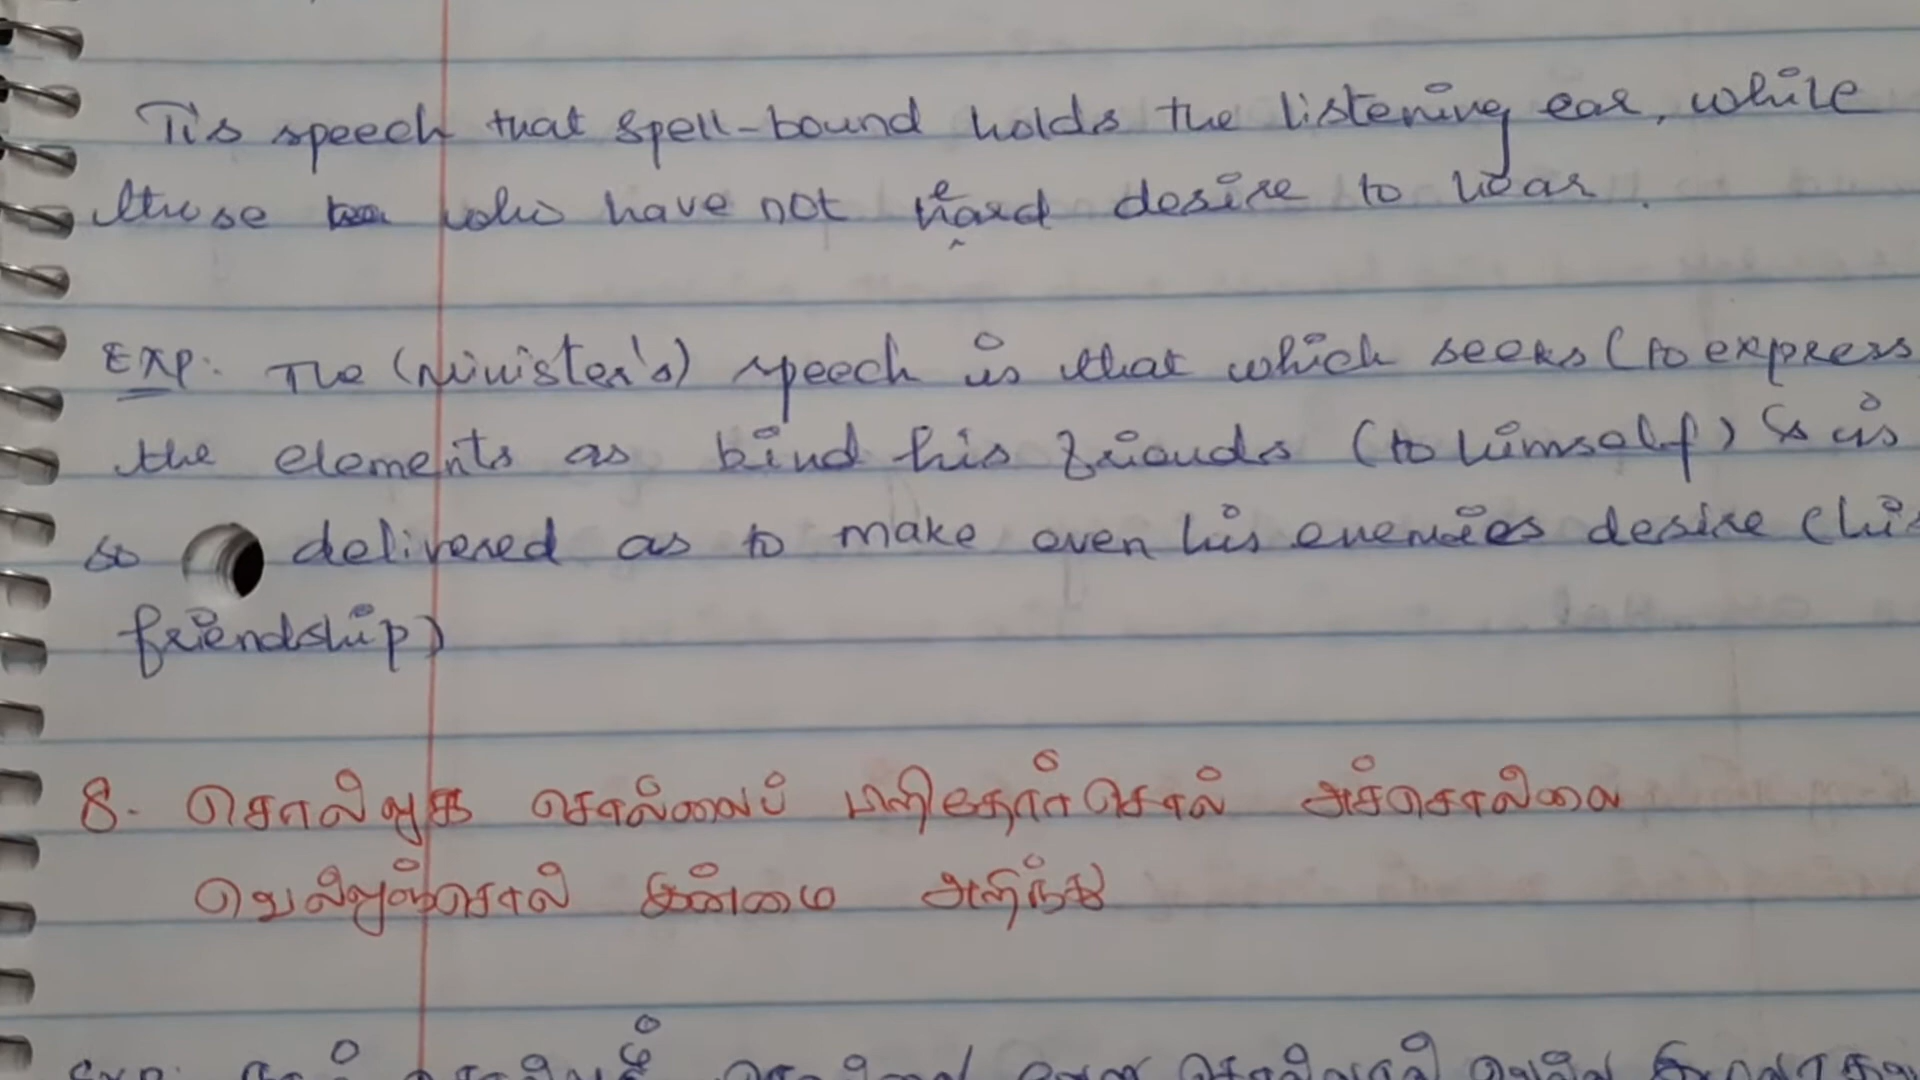 Tis speech that spell-bound holds the listening ear, while
those who have not heard desire to hear.
Exp: The (Minister's) speech is that which seeks (to express
the elements as bind his friends (to himself) & is
so delivered as to make even his enemies desire (his
friendship)
8. சொல்லுக சொல்லைப் பிறிதோர்சொல் அச்சொல்லை
வெல்லுஞ்சொல் இன்மை அறிந்து
Exp: